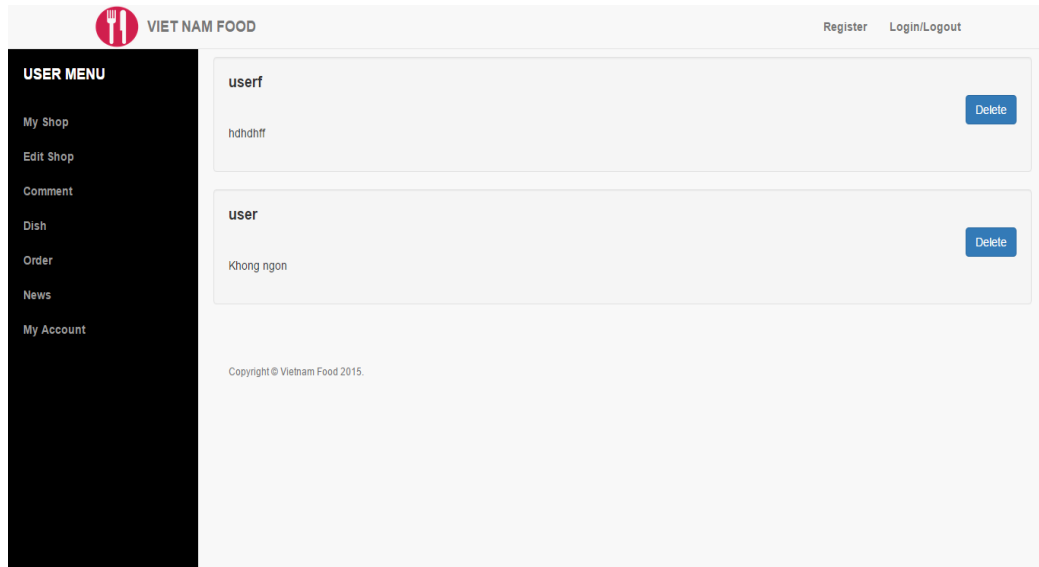 VIET NAM FOOD
Register Login/Logout
USER MENU
My Shop
Edit Shop
Comment
Dish
Order
News
My Account
userf
Delete
hdhdhff
user
Delete
Khong ngon
Copyright © Vietnam Food 2015.